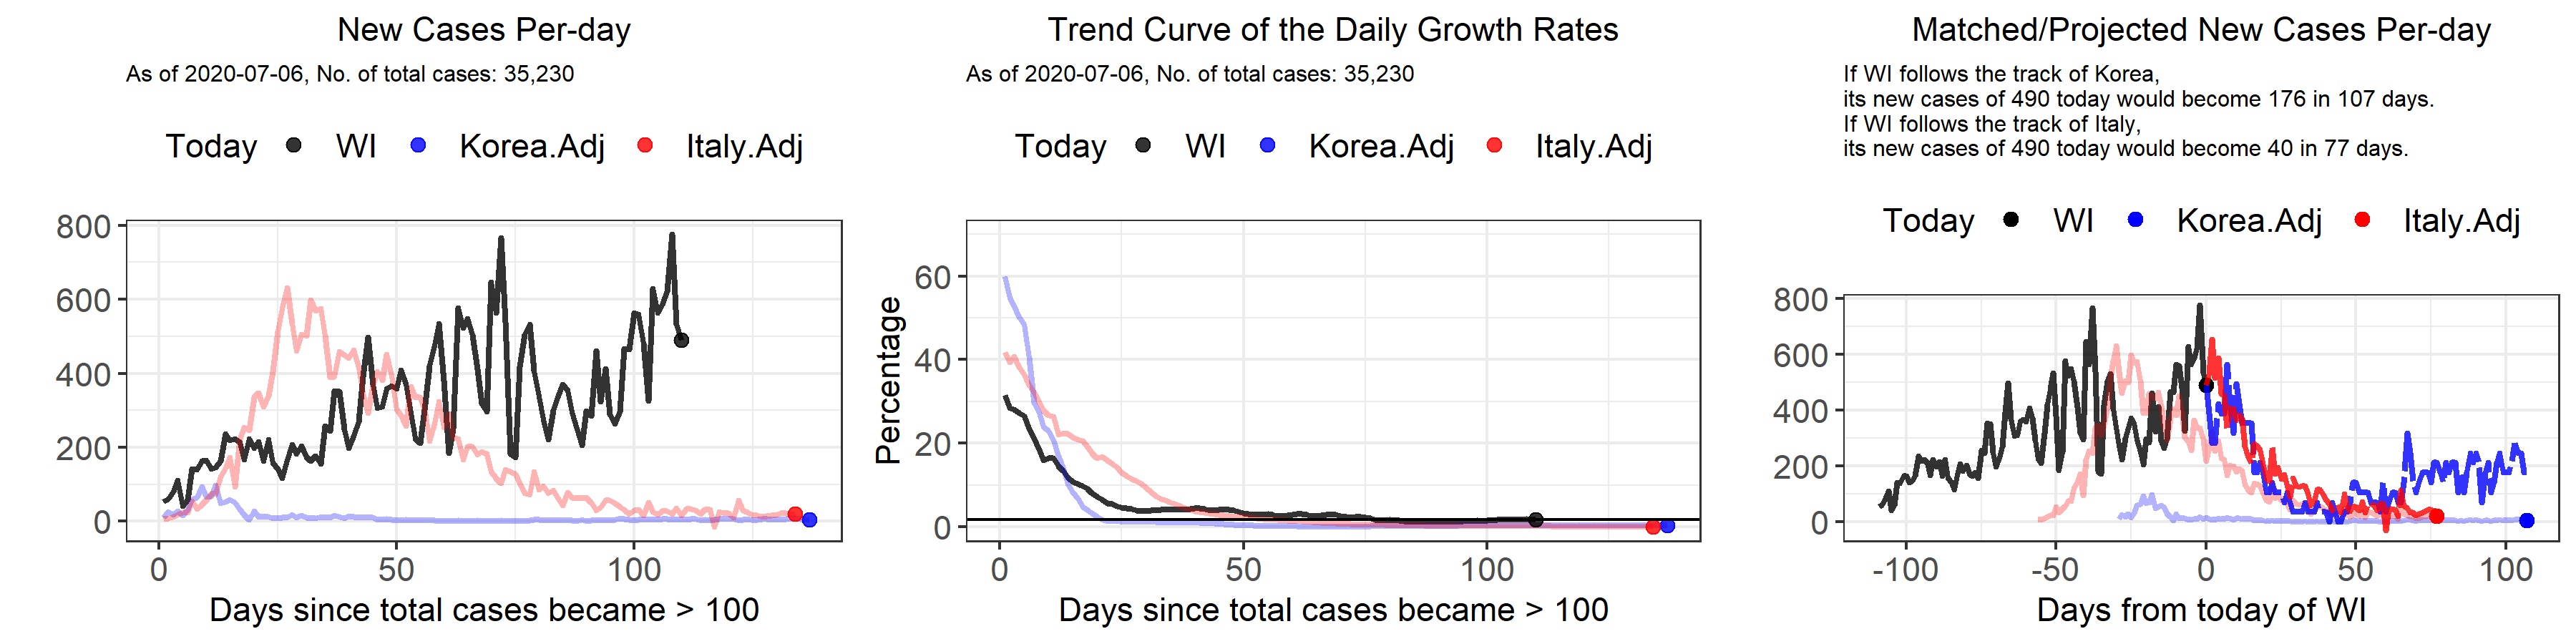 New Cases Per-day
As of 2020-07-06, No. of total cases: 35,230
Today WI Korea.Adj Italy.Adj
800
600
400
200
0
0 50 100
Days since total cases became > 100
Trend Curve of the Daily Growth Rates
As of 2020-07-06, No. of total cases: 35,230
Today WI Korea.Adj Italy.Adj
Percentage
60
40
20
0
0 50 100
Days since total cases became > 100
Matched/Projected New Cases Per-day
If WI follows the track of Korea,
its new cases of 490 today would become 176 in 107 days.
If WI follows the track of Italy,
its new cases of 490 today would become 40 in 77 days.
Today WI Korea.Adj Italy.Adj
800
600
400
200
0
-100 -50 0 50 100
Days from today of WI